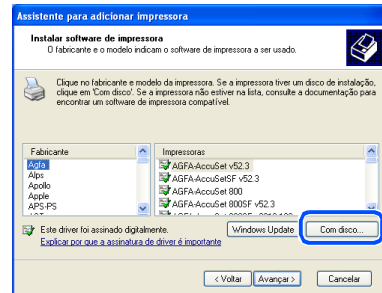 Assistente para adicionar impressora
Instalar software de impressora
O fabricante e o modelo indicam o software de impressora a ser usado.
Clique no fabricante e modelo da impressora. Se a impressora tiver um disco de instalação,
clique em 'Com disco'. Se a impressora não estiver na lista, consulte a documentação para
encontrar um software de impressora compatível.
Fabricante
Agfa
Alps
Apollo
Apple
APS-PS
Impressoras
AGFA-AccuSet v52.3
AGFA-AccuSetSF v52.3
AGFA-AccuSet 800
AGFA-AccuSet 800SF v52.3
Este driver foi assinado digitalmente.
Explicar por que a assinatura de driver é importante
Windows Update
Com disco...
< Voltar
Avançar >
Cancelar